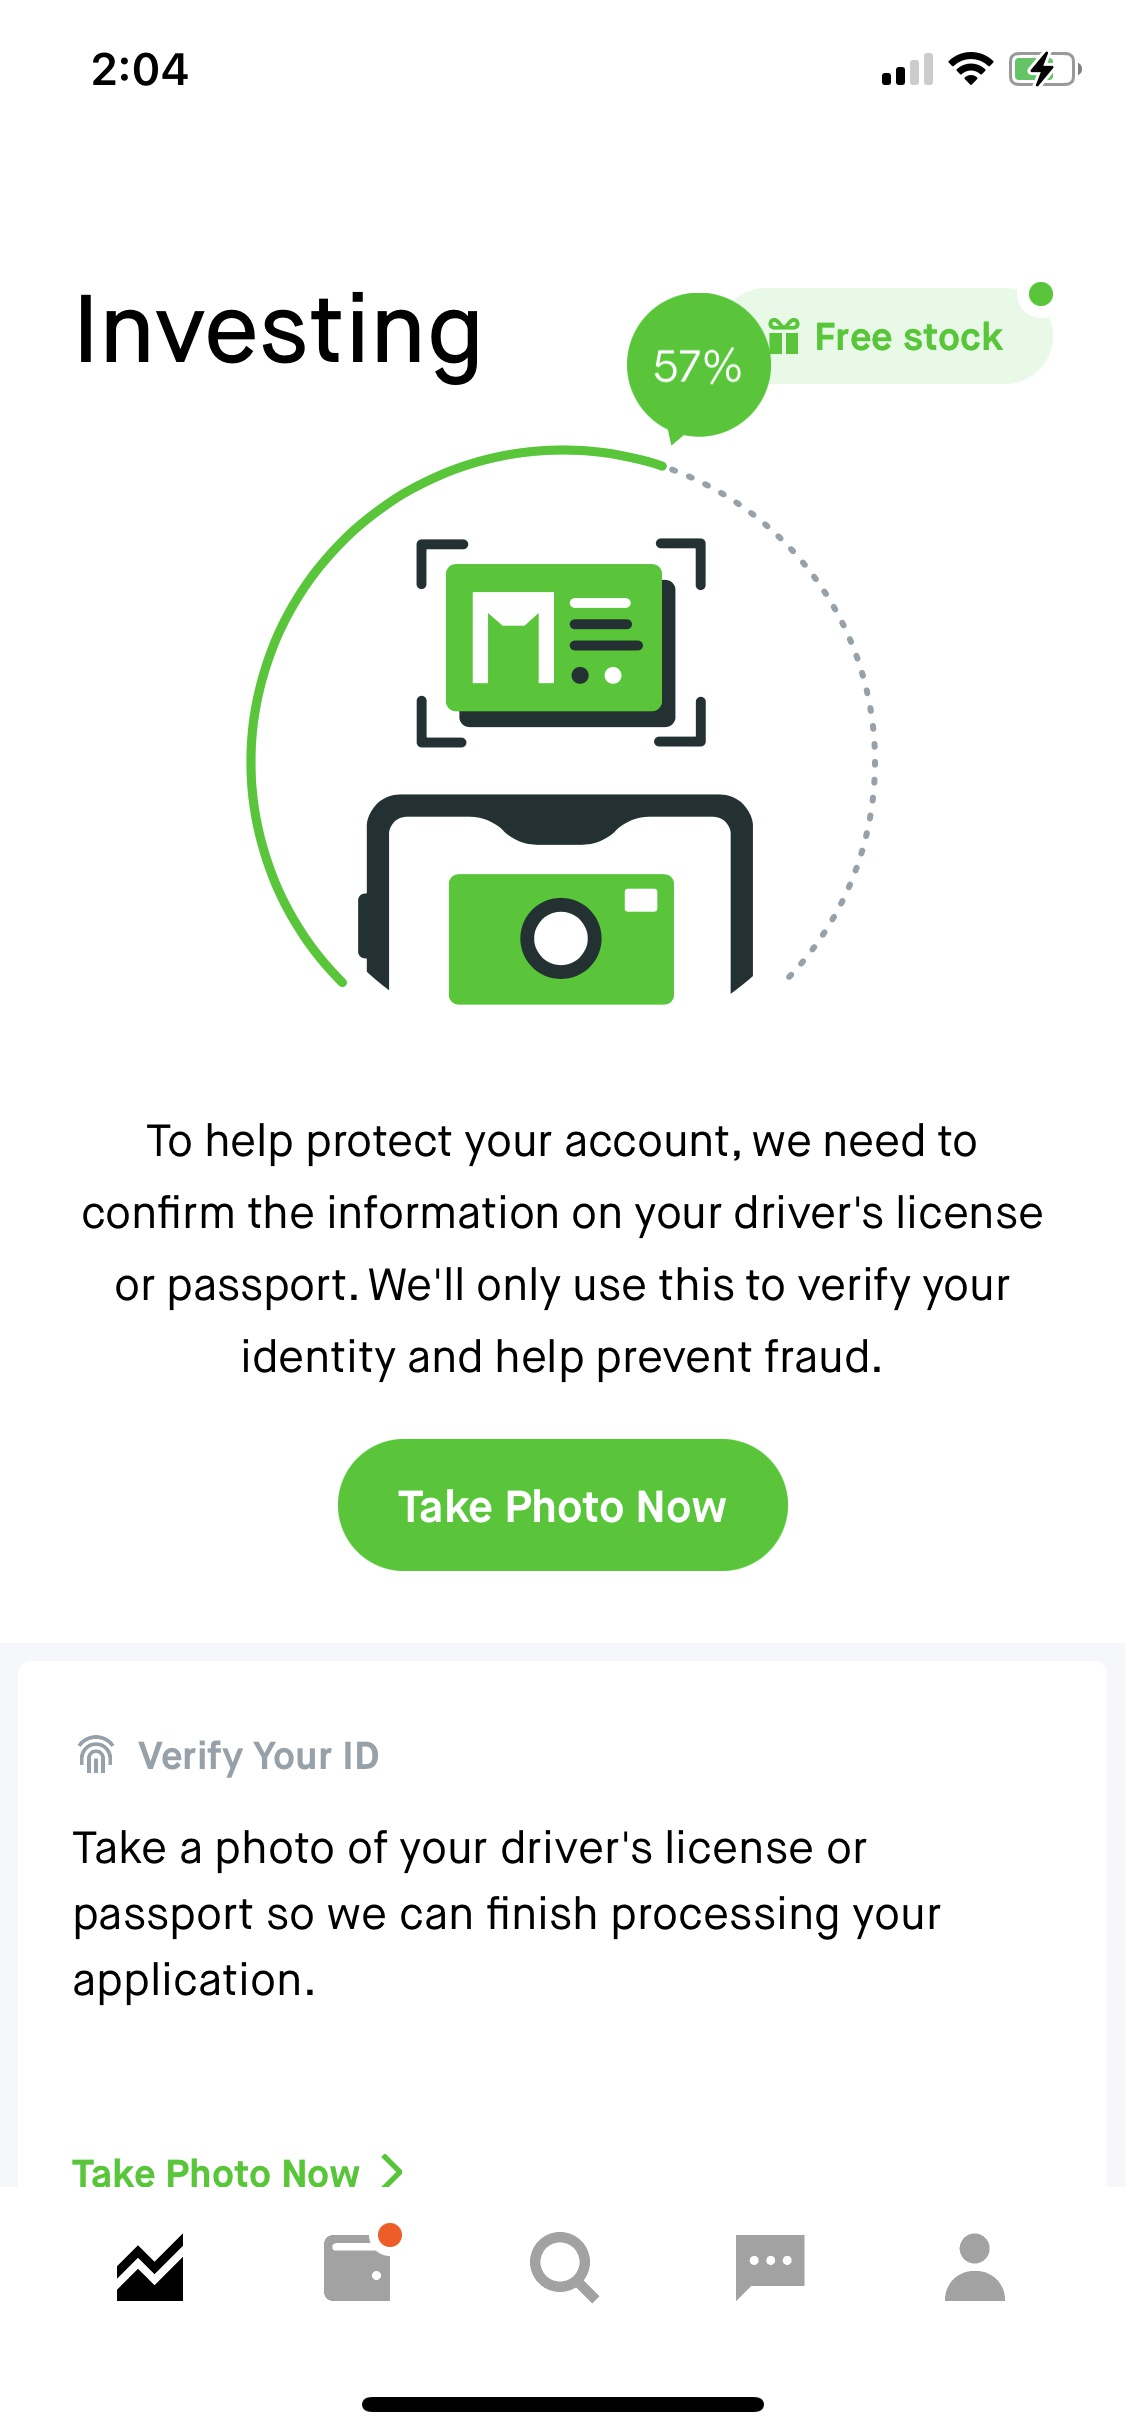 2:04
Investing
Free stock
57%
To help protect your account, we need to
confirm the information on your driver's license
or passport. We'll only use this to verify your
identity and help prevent fraud.
Take Photo Now
Verify Your ID
Take a photo of your driver's license or
passport so we can finish processing your
application.
Take Photo Now